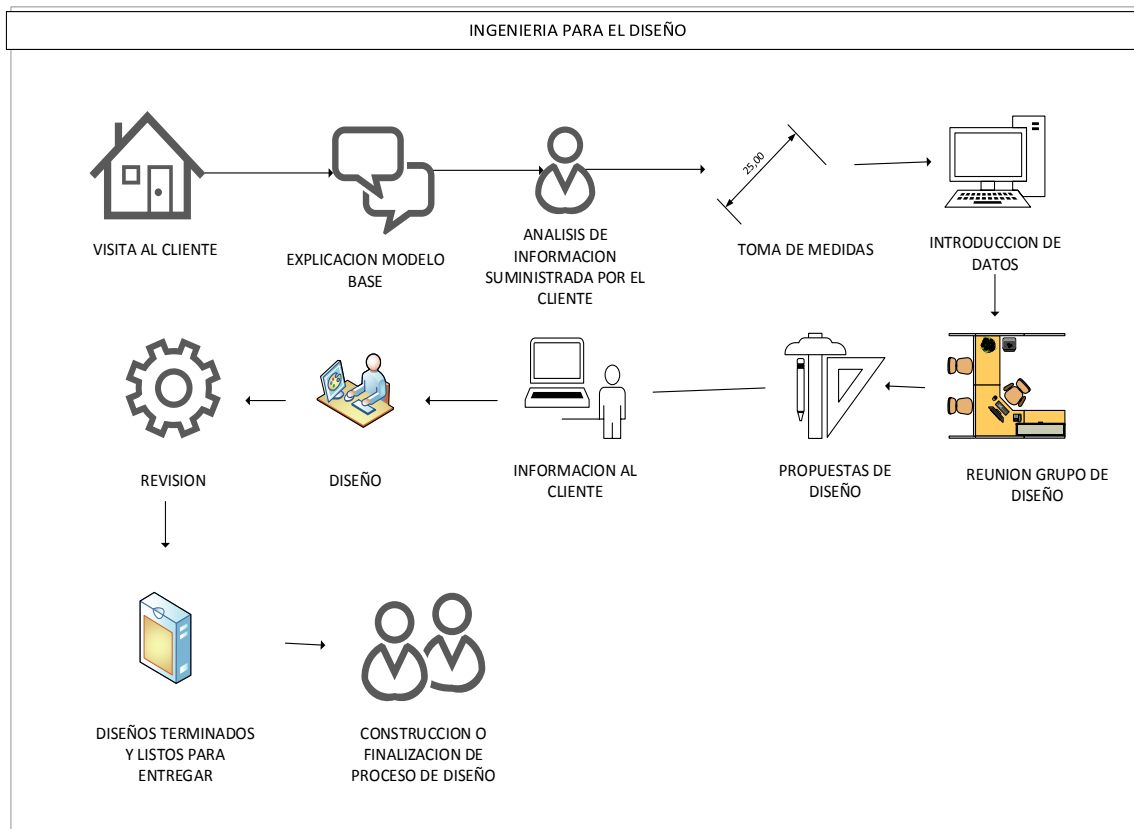 INGENIERIA PARA EL DISEÑO
VISITA AL CLIENTE
EXPLICACION MODELO
BASE
ANALISIS DE
INFORMACION
SUMINISTRADA POR EL
CLIENTE
25,00
TOMA DE MEDIDAS
INTRODUCCION DE
DATOS
REUNION GRUPO DE
DISEÑO
PROPUESTAS DE
DISEÑO
INFORMACION AL
CLIENTE
DISEÑO
REVISION
DISEÑOS TERMINADOS
Y LISTOS PARA
ENTREGAR
CONSTRUCCION O
FINALIZACION DE
PROCESO DE DISEÑO